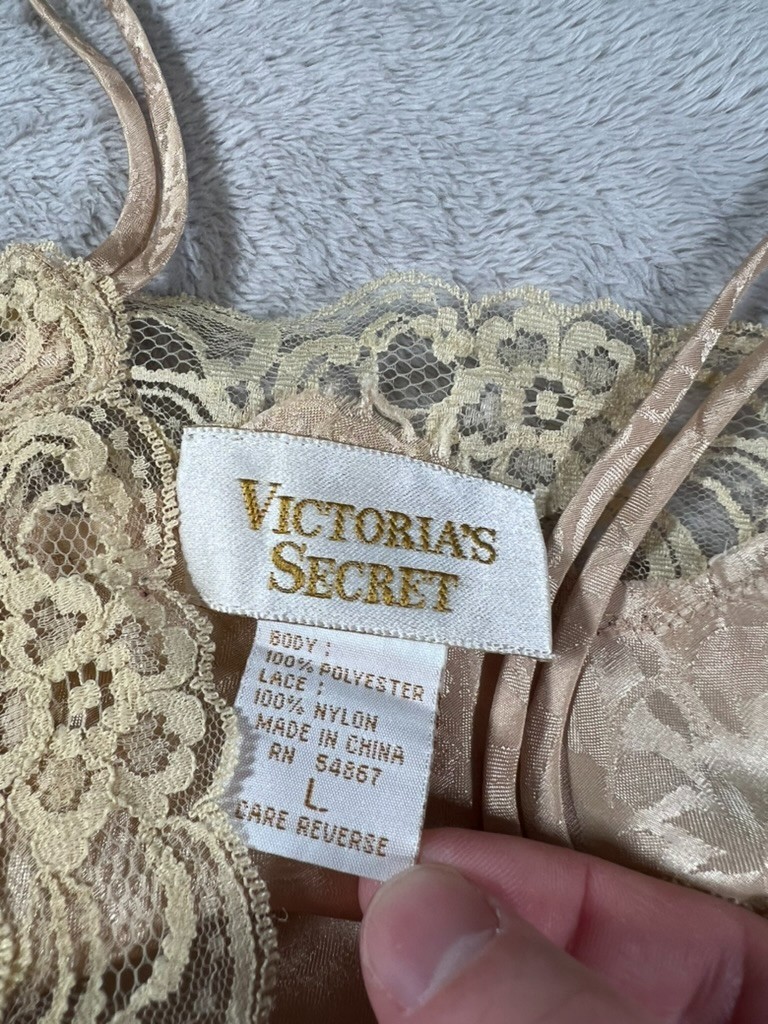 VICTORIA'S
SECRET
BODY :
100% POLYESTER
LACE :
100% NYLON
MADE IN CHINA
RN 54867
L
CARE REVERSE